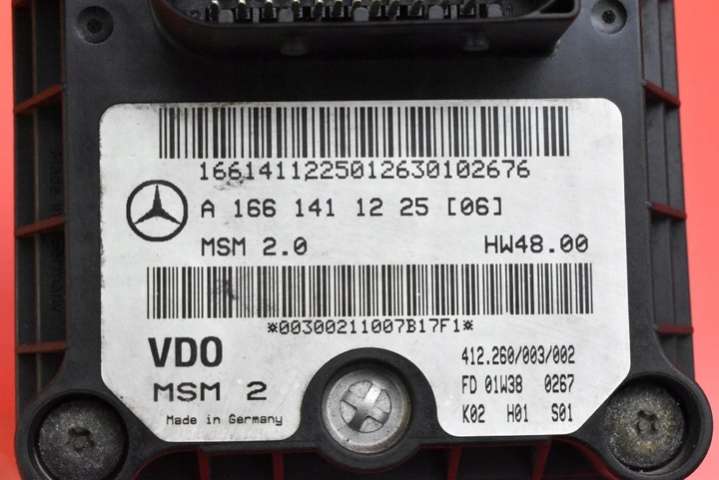 1661411225012630102676
A 166 141 12 25 [06]
MSM 2.0 HW48.00
*00300211007B17F1*
VDO 412.260/003/002
MSM 2 FD 01W38 0267
Made in Germany K02 H01 S01